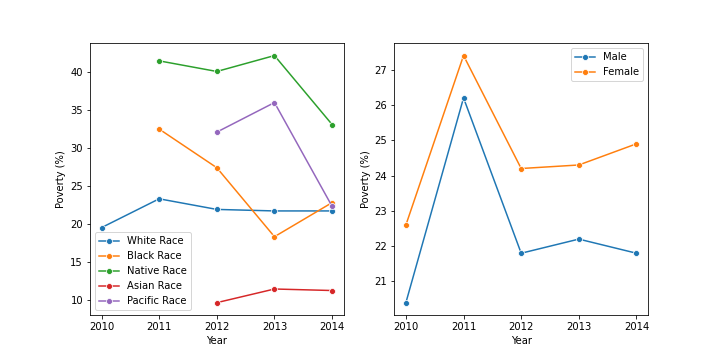 40
35
30
25
20
15
10
Poverty (%)
White Race
Black Race
Native Race
Asian Race
Pacific Race
2010 2011 2012 2013 2014
Year
27
26
25
24
23
22
21
Poverty (%)
Male
Female
2010 2011 2012 2013 2014
Year